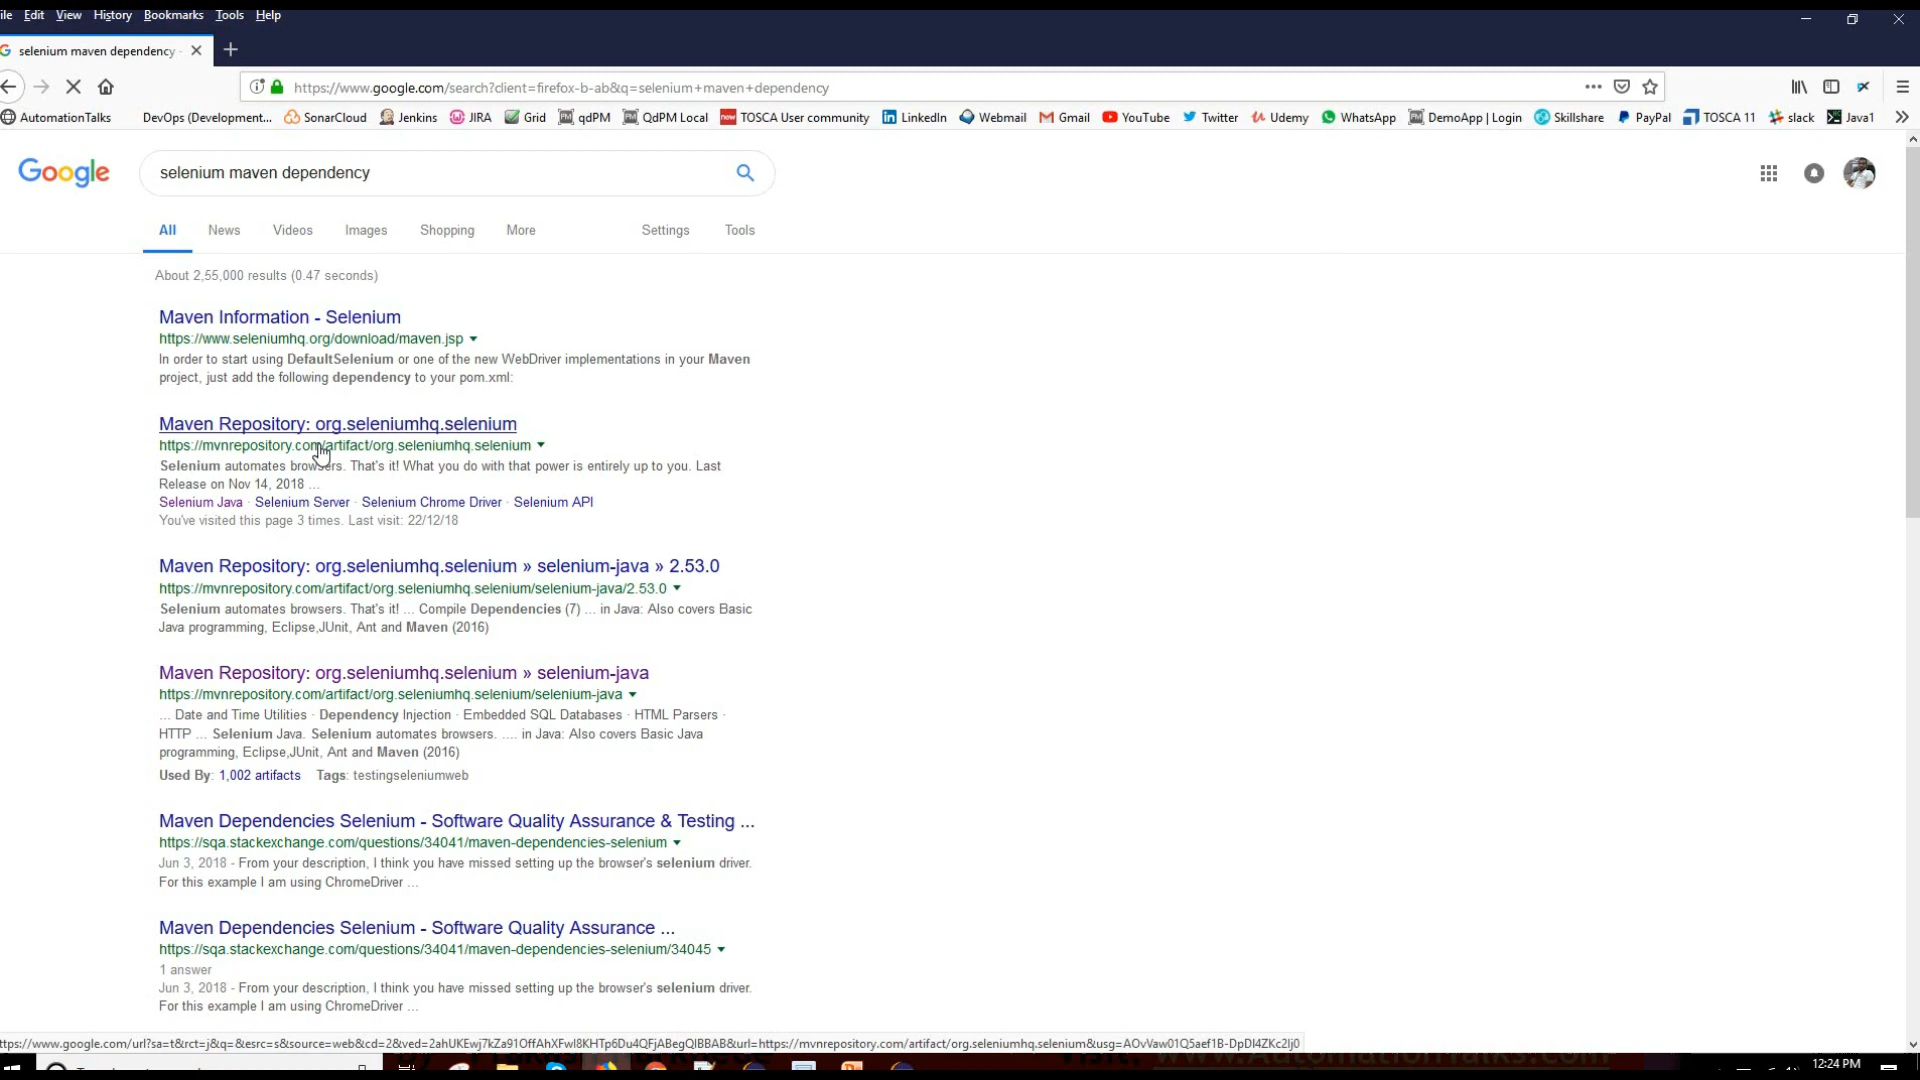 ile Edit View History Bookmarks Tools Help
selenium maven dependency -
https://www.google.com/search?client=firefox-b-ab&q=selenium+maven+dependency
AutomationTalks DevOps (Development... SonarCloud Jenkins JIRA Grid qdPM QdPM Local TOSCA User community LinkedIn Webmail Gmail YouTube Twitter Udemy WhatsApp DemoApp | Login Skillshare PayPal TOSCA 11 slack Java1
Google selenium maven dependency
All News Videos Images Shopping More Settings Tools
About 2,55,000 results (0.47 seconds)
Maven Information - Selenium
https://www.seleniumhq.org/download/maven.jsp
In order to start using DefaultSelenium or one of the new WebDriver implementations in your Maven
project, just add the following dependency to your pom.xml:
Maven Repository: org.seleniumhq.selenium
https://mvnrepository.com/artifact/org.seleniumhq.selenium
Selenium automates browsers. That's it! What you do with that power is entirely up to you. Last
Release on Nov 14, 2018 ...
Selenium Java · Selenium Server · Selenium Chrome Driver · Selenium API
You've visited this page 3 times. Last visit: 22/12/18
Maven Repository: org.seleniumhq.selenium » selenium-java » 2.53.0
https://mvnrepository.com/artifact/org.seleniumhq.selenium/selenium-java/2.53.0
Selenium automates browsers. That's it! ... Compile Dependencies (7) ... in Java: Also covers Basic
Java programming, Eclipse,JUnit, Ant and Maven (2016)
Maven Repository: org.seleniumhq.selenium » selenium-java
https://mvnrepository.com/artifact/org.seleniumhq.selenium/selenium-java
... Date and Time Utilities · Dependency Injection · Embedded SQL Databases · HTML Parsers ·
HTTP ... Selenium Java. Selenium automates browsers. .... in Java: Also covers Basic Java
programming, Eclipse,JUnit, Ant and Maven (2016)
Used By: 1,002 artifacts Tags: testingseleniumweb
Maven Dependencies Selenium - Software Quality Assurance & Testing ...
https://sqa.stackexchange.com/questions/34041/maven-dependencies-selenium
Jun 3, 2018 - From your description, I think you have missed setting up the browser's selenium driver.
For this example I am using ChromeDriver ...
Maven Dependencies Selenium - Software Quality Assurance ...
https://sqa.stackexchange.com/questions/34041/maven-dependencies-selenium/34045
1 answer
Jun 3, 2018 - From your description, I think you have missed setting up the browser's selenium driver.
For this example I am using ChromeDriver ...
ttps://www.google.com/url?sa=t&rct=j&q=&esrc=s&source=web&cd=2&ved=2ahUKEwj7kZa91OffAhXFwI8KHTp6Du4QFjABegQIBBAB&url=https://mvnrepository.com/artifact/org.seleniumhq.selenium&usg=AOvVaw01Q5aef1B-DpDI4ZKc2lj0
www.AutomationTalks.com
12:24 PM